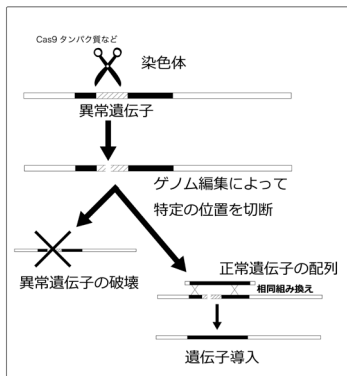 Cas9 タンパク質など
染色体
異常遺伝子
ゲノム編集によって
特定の位置を切断
正常遺伝子の配列
異常遺伝子の破壊
相同組み換え
遺伝子導入